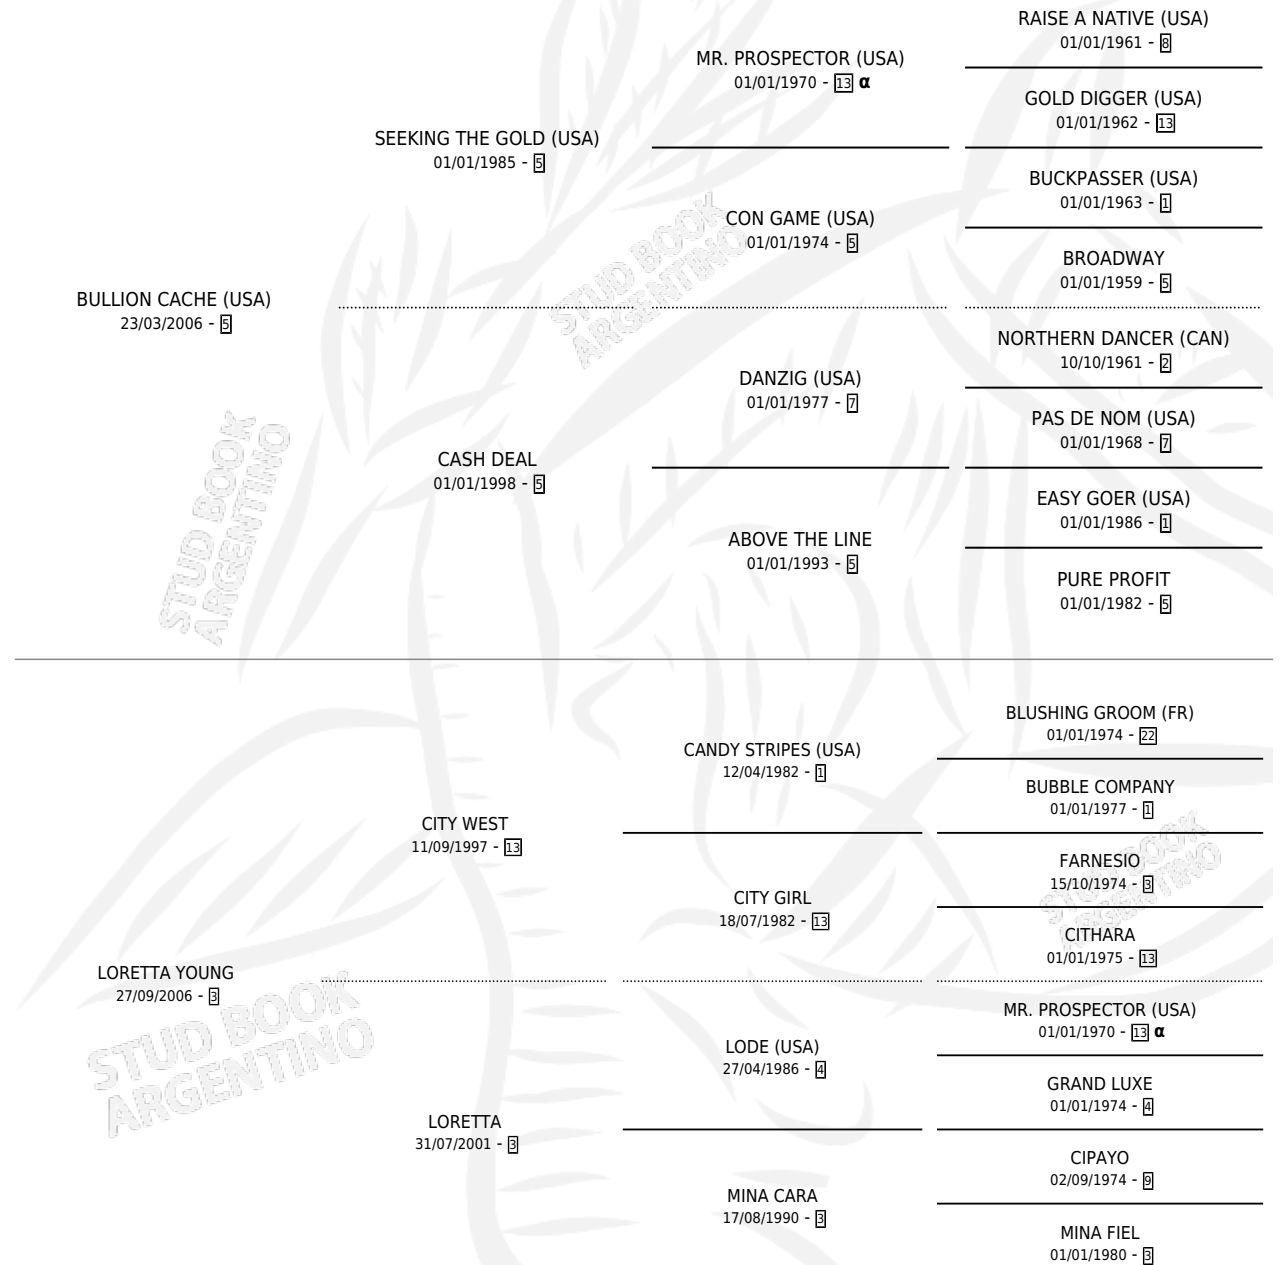 RAISE A NATIVE (USA)
01/01/1961 - 8
MR. PROSPECTOR (USA)
01/01/1970 - 13 α
GOLD DIGGER (USA)
01/01/1962 - 13
SEEKING THE GOLD (USA)
01/01/1985 - 5
BUCKPASSER (USA)
01/01/1963 - 1
CON GAME (USA)
01/01/1974 - 5
BROADWAY
01/01/1959 - 5
STUD BOOK
ARGENTINO
BULLION CACHE (USA)
23/03/2006 - 5
NORTHERN DANCER (CAN)
10/10/1961 - 2
DANZIG (USA)
01/01/1977 - 7
PAS DE NOM (USA)
01/01/1968 - 7
CASH DEAL
01/01/1998 - 5
EASY GOER (USA)
01/01/1986 - 1
ABOVE THE LINE
01/01/1993 - 5
PURE PROFIT
01/01/1982 - 5
STUD BOOK
ARGENTINO
BLUSHING GROOM (FR)
01/01/1974 - 22
CANDY STRIPES (USA)
12/04/1982 - 1
BUBBLE COMPANY
01/01/1977 - 1
CITY WEST
11/09/1997 - 13
FARNESIO
15/10/1974 - 3
CITY GIRL
18/07/1982 - 13
CITHARA
01/01/1975 - 13
STUD BOOK
ARGENTINO
LORETTA YOUNG
27/09/2006 - 3
MR. PROSPECTOR (USA)
01/01/1970 - 13 α
LODE (USA)
27/04/1986 - 4
GRAND LUXE
01/01/1974 - 4
STUD BOOK
ARGENTINO
LORETTA
31/07/2001 - 3
CIPAYO
02/09/1974 - 9
MINA CARA
17/08/1990 - 3
MINA FIEL
01/01/1980 - 3